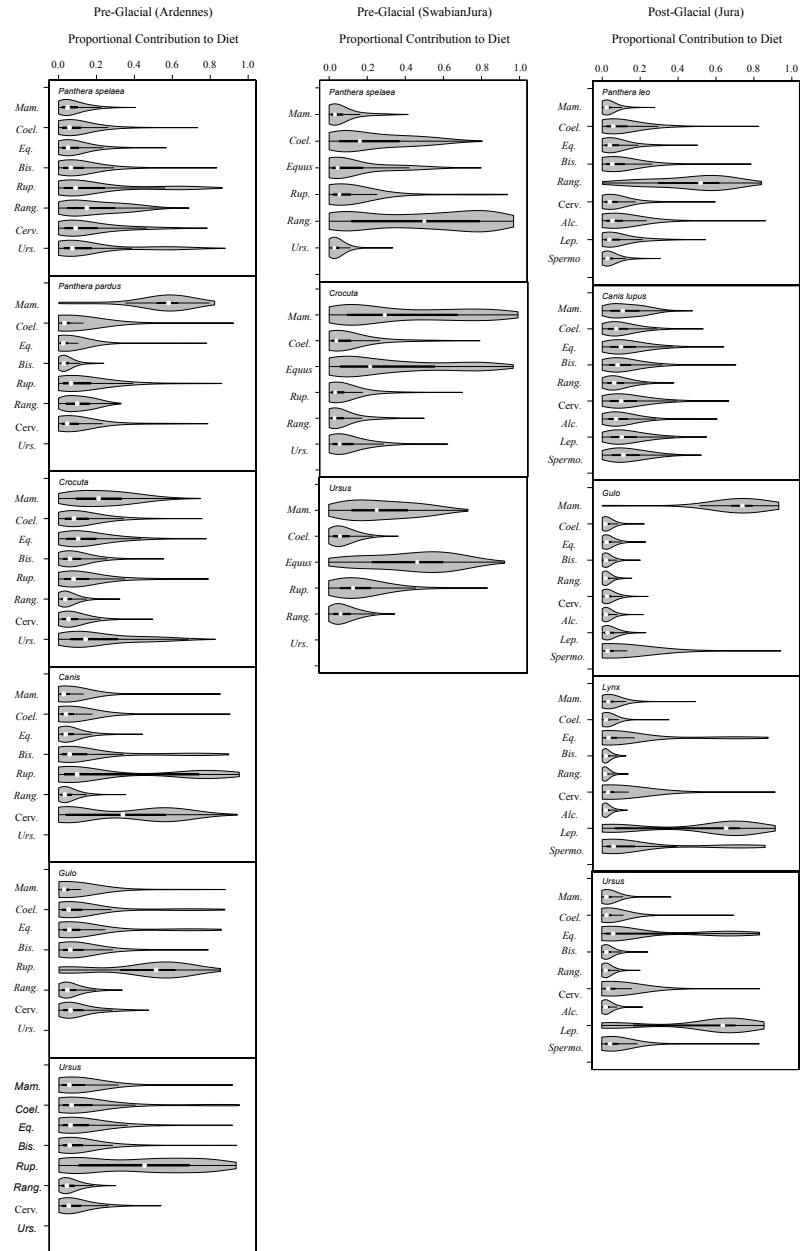 Pre-Glacial (Ardennes)
Proportional Contribution to Diet
0.0 0.2 0.4 0.6 0.8 1.0
Panthera spelaea
Mam.
Coel.
Eq.
Bis.
Rup.
Rang.
Cerv.
Urs.
Panthera pardus
Mam.
Coel.
Eq.
Bis.
Rup.
Rang.
Cerv.
Urs.
Crocuta
Mam.
Coel.
Eq.
Bis.
Rup.
Rang.
Cerv.
Urs.
Canis
Mam.
Coel.
Eq.
Bis.
Rup.
Rang.
Cerv.
Urs.
Gulo
Mam.
Coel.
Eq.
Bis.
Rup.
Rang.
Cerv.
Urs.
Ursus
Mam.
Coel.
Eq.
Bis.
Rup.
Rang.
Cerv.
Urs.
Pre-Glacial (SwabianJura)
Proportional Contribution to Diet
0.0 0.2 0.4 0.6 0.8 1.0
Panthera spelaea
Mam.
Coel.
Equus
Rup.
Rang.
Urs.
Crocuta
Mam.
Coel.
Equus
Rup.
Rang.
Urs.
Ursus
Mam.
Coel.
Equus
Rup.
Rang.
Urs.
Post-Glacial (Jura)
Proportional Contribution to Diet
0.0 0.2 0.4 0.6 0.8 1.0
Panthera leo
Mam.
Coel.
Eq.
Bis.
Rang.
Cerv.
Alc.
Lep.
Spermo
Canis lupus
Mam.
Coel.
Eq.
Bis.
Rang.
Cerv.
Alc.
Lep.
Spermo.
Gulo
Mam.
Coel.
Eq.
Bis.
Rang.
Cerv.
Alc.
Lep.
Spermo.
Lynx
Mam.
Coel.
Eq.
Bis.
Rang.
Cerv.
Alc.
Lep.
Spermo.
Ursus
Mam.
Coel.
Eq.
Bis.
Rang.
Cerv.
Alc.
Lep.
Spermo.